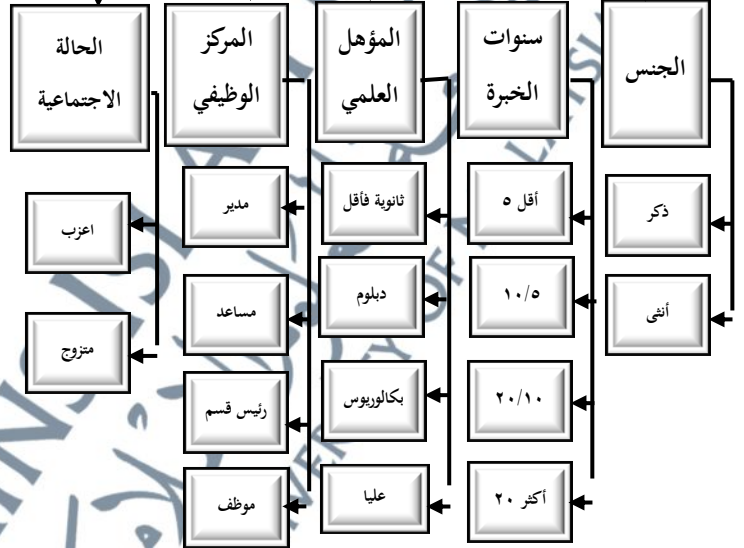 الجنس
ذكر
أنثى
سنوات
الخبرة
أقل ٥
١٠/٥
٢٠/١٠
أكثر ٢٠
المؤهل
العلمي
ثانوية فأقل
دبلوم
بكالوريوس
عليا
المركز
الوظيفي
مدير
مساعد
رئيس قسم
موظف
الحالة
الاجتماعية
اعزب
متزوج